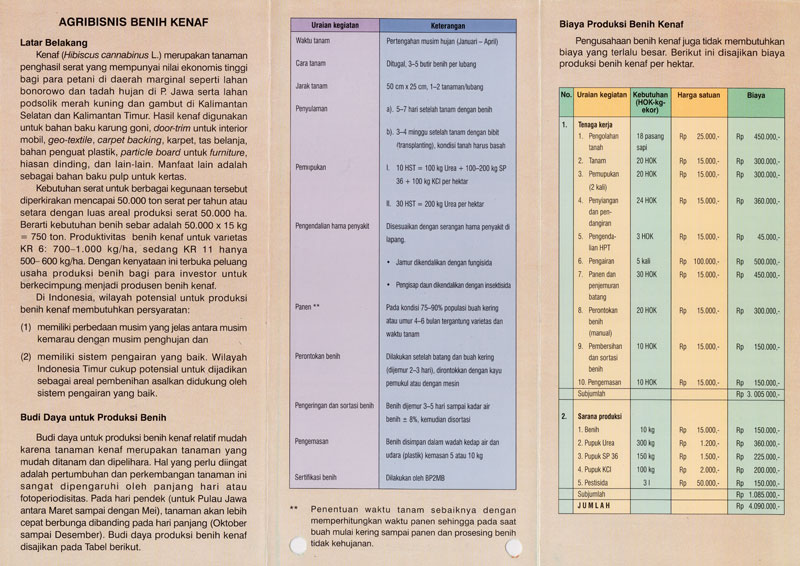 AGRIBISNIS BENIH KENAF
Latar Belakang
Kenaf (Hibiscus cannabinus L.) merupakan tanaman
penghasil serat yang mempunyai nilai ekonomis tinggi
bagi para petani di daerah marginal seperti lahan
bonorowo dan tadah hujan di P. Jawa serta lahan
podsolik merah kuning dan gambut di Kalimantan
Selatan dan Kalimantan Timur. Hasil kenaf digunakan
untuk bahan baku karung goni, door-trim untuk interior
mobil, geo-textile, carpet backing, karpet, tas belanja,
bahan penguat plastik, particle board untuk furniture,
hiasan dinding, dan lain-lain. Manfaat lain adalah
sebagai bahan baku pulp untuk kertas.
Kebutuhan serat untuk berbagai kegunaan tersebut
diperkirakan mencapai 50.000 ton serat per tahun atau
setara dengan luas areal produksi serat 50.000 ha.
Berarti kebutuhan benih sebar adalah 50.000 x 15 kg
= 750 ton. Produktivitas benih kenaf untuk varietas
KR 6: 700–1.000 kg/ha, sedang KR 11 hanya
500– 600 kg/ha. Dengan kenyataan ini terbuka peluang
usaha produksi benih bagi para investor untuk
berkecimpung menjadi produsen benih kenaf.
Di Indonesia, wilayah potensial untuk produksi
benih kenaf membutuhkan persyaratan:
(1) memiliki perbedaan musim yang jelas antara musim
kemarau dengan musim penghujan dan
(2) memiliki sistem pengairan yang baik. Wilayah
Indonesia Timur cukup potensial untuk dijadikan
sebagai areal pembenihan asalkan didukung oleh
sistem pengairan yang baik.
Budi Daya untuk Produksi Benih
Budi daya untuk produksi benih kenaf relatif mudah
karena tanaman kenaf merupakan tanaman yang
mudah ditanam dan dipelihara. Hal yang perlu diingat
adalah pertumbuhan dan perkembangan tanaman ini
sangat dipengaruhi oleh panjang hari atau
fotoperiodisitas. Pada hari pendek (untuk Pulau Jawa
antara Maret sampai dengan Mei), tanaman akan lebih
cepat berbunga dibanding pada hari panjang (Oktober
sampai Desember). Budi daya produksi benih kenaf
disajikan pada Tabel berikut.
Uraian kegiatan Keterangan
Waktu tanam Pertengahan musim hujan (Januari – April)
Cara tanam Ditugal, 3–5 butir benih per lubang
Jarak tanam 50 cm x 25 cm, 1–2 tanaman/lubang
Penyulaman a). 5–7 hari setelah tanam dengan benih
b). 3–4 minggu setelah tanam dengan bibit
/transplanting), kondisi tanah harus basah
Pemupukan I. 10 HST = 100 kg Urea + 100–200 kg SP
36 + 100 kg KCl per hektar
II. 30 HST = 200 kg Urea per hektar
Pengendalian hama penyakit Disesuaikan dengan serangan hama penyakit di
lapang.
• Jamur dikendalikan dengan fungisida
• Pengisap daun dikendalikan dengan insektisida
Panen ** Pada kondisi 75–90% populasi buah kering
atau umur 4–6 bulan tergantung varietas dan
waktu tanam
Perontokan benih Dilakukan setelah batang dan buah kering
(dijemur 2–3 hari), dirontokkan dengan kayu
pemukul atau dengan mesin
Pengeringan dan sortasi benih Benih dijemur 3–5 hari sampai kadar air
benih ± 8%, kemudian disortasi
Pengemasan Benih disimpan dalam wadah kedap air dan
udara (plastik) kemasan 5 atau 10 kg
Sertifikasi benih Dilakukan oleh BP2MB
** Penentuan waktu tanam sebaiknya dengan
memperhitungkan waktu panen sehingga pada saat
buah mulai kering sampai panen dan prosesing benih
tidak kehujanan.
Biaya Produksi Benih Kenaf
Pengusahaan benih kenaf juga tidak membutuhkan
biaya yang terlalu besar. Berikut ini disajikan biaya
produksi benih kenaf per hektar.
No. Uraian kegiatan Kebutuhan (HOK-kg-ekor) Harga satuan Biaya
1. Tenaga kerja
1. Pengolahan 18 pasang Rp 25.000,- Rp 450.000,-
tanah sapi
2. Tanam 20 HOK Rp 15.000,- Rp 300.000,-
3. Pemupukan 20 HOK Rp 15.000,- Rp 300.000,-
(2 kali)
4. Penyiangan 24 HOK Rp 15.000,- Rp 360.000,-
dan pen-
dangiran
5. Pengenda- 3 HOK Rp 15.000,- Rp 45.000,-
lian HPT
6. Pengairan 5 kali Rp 100.000,- Rp 500.000,-
7. Panen dan 30 HOK Rp 15.000,- Rp 450.000,-
penjemuran
batang
8. Perontokan 20 HOK Rp 15.000,- Rp 300.000,-
benih
(manual)
9. Pembersihan 10 HOK Rp 15.000,- Rp 150.000,-
dan sortasi
benih
10. Pengemasan 10 HOK Rp 15.000,- Rp 150.000,-
Subjumlah Rp 3. 005 000,-
2. Sarana produksi
1. Benih 10 kg Rp 15.000,- Rp 150.000,-
2. Pupuk Urea 300 kg Rp 1.200,- Rp 360.000,-
3. Pupuk SP 36 150 kg Rp 1.500,- Rp 225.000,-
4. Pupuk KCl 100 kg Rp 2.000,- Rp 200.000,-
5. Pestisida 3 l Rp 50.000,- Rp 150.000,-
Subjumlah Rp 1.085.000,-
J U M L A H Rp 4.090.000,-